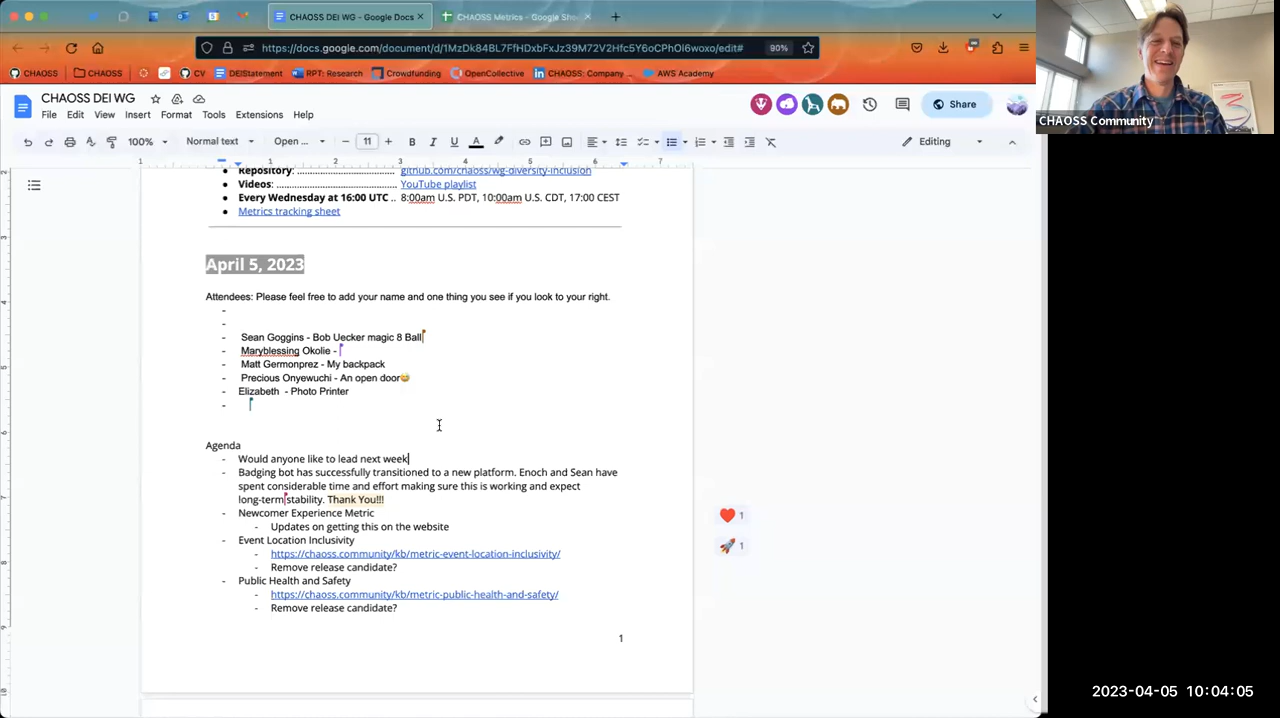 CHAOSS DEI WG - Google Docs
CHAOSS Metrics - Google She
https://docs.google.com/document/d/1MzDk84BL7FfHDxbFxJz39M72V2Hfc5Y6oCPhOl6woxo/edit#
90%
CHAOSS
CHAOSS
CV
DEIStatement
RPT: Research
Crowdfunding
OpenCollective
CHAOSS: Company ...
AWS Academy
CHAOSS DEI WG
File Edit View Insert Format Tools Extensions Help
Share
100% Normal text Open ... 11 B I U A Editing
CHAOSS Community
Repository: github.com/chaoss/wg-diversity-inclusion
Videos: YouTube playlist
Every Wednesday at 16:00 UTC .. 8:00am U.S. PDT, 10:00am U.S. CDT, 17:00 CEST
Metrics tracking sheet
April 5, 2023
Attendees: Please feel free to add your name and one thing you see if you look to your right.
-
-
- Sean Goggins - Bob Uecker magic 8 Ball
- Maryblessing Okolie -
- Matt Germonprez - My backpack
- Precious Onyewuchi - An open door😄
- Elizabeth - Photo Printer
-
Agenda
- Would anyone like to lead next week
- Badging bot has successfully transitioned to a new platform. Enoch and Sean have
spent considerable time and effort making sure this is working and expect
long-term stability. Thank You!!!
- Newcomer Experience Metric
- Updates on getting this on the website
- Event Location Inclusivity
- https://chaoss.community/kb/metric-event-location-inclusivity/
- Remove release candidate?
- Public Health and Safety
- https://chaoss.community/kb/metric-public-health-and-safety/
- Remove release candidate?
1
❤️ 1
🚀 1
2023-04-05 10:04:05